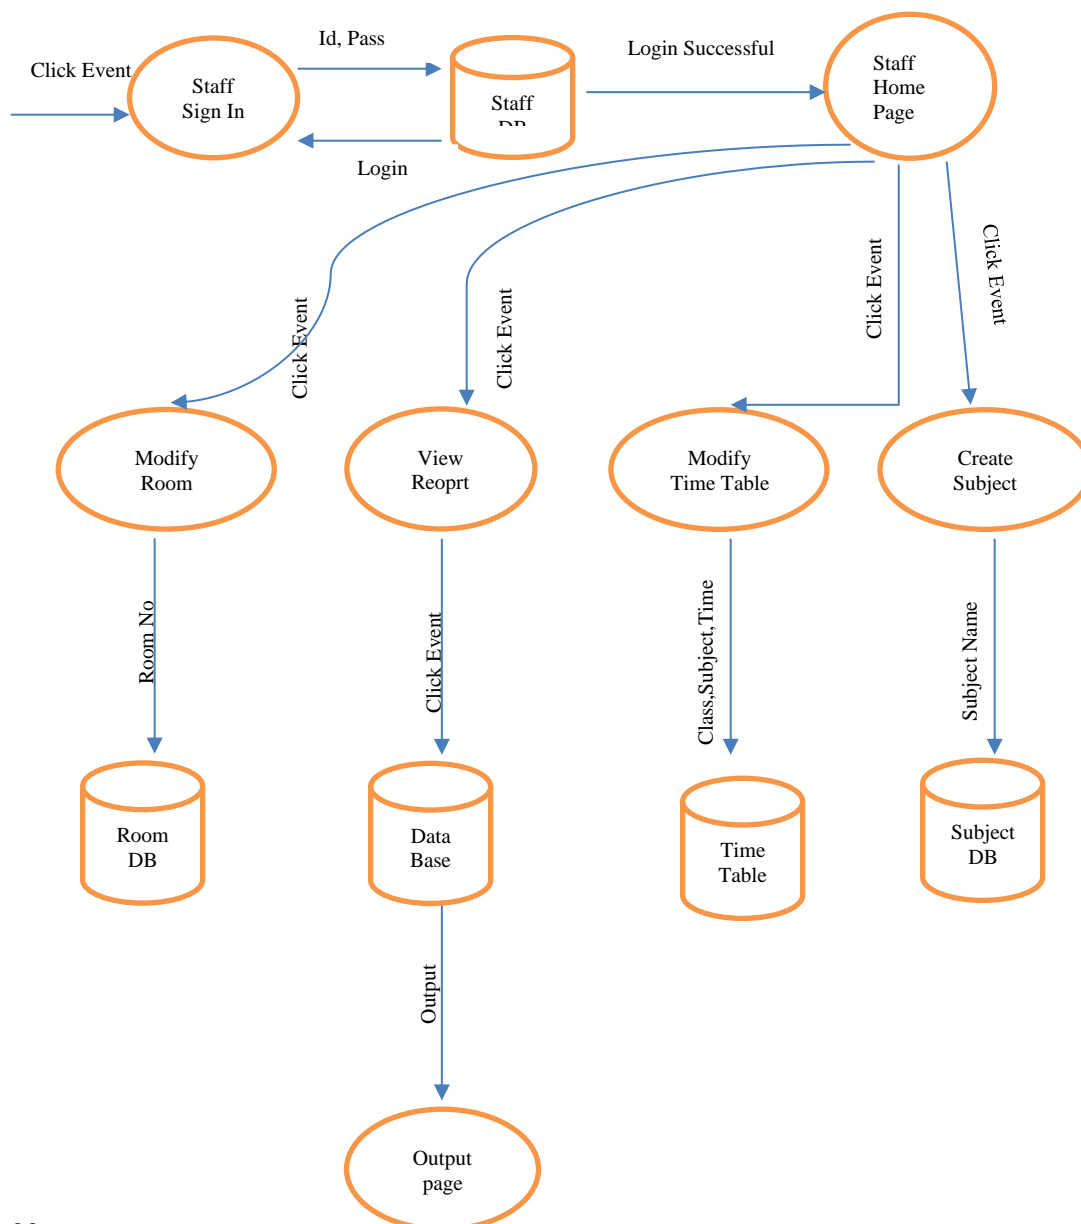 Click Event
Staff
Sign In
Id, Pass
Staff
DB
Login
Login Successful
Staff
Home
Page
Click Event
Click Event
Click Event
Click Event
Modify
Room
View
Reoprt
Modify
Time Table
Create
Subject
Room No
Click Event
Class,Subject,Time
Subject Name
Room
DB
Data
Base
Time
Table
Subject
DB
Output
Output
page